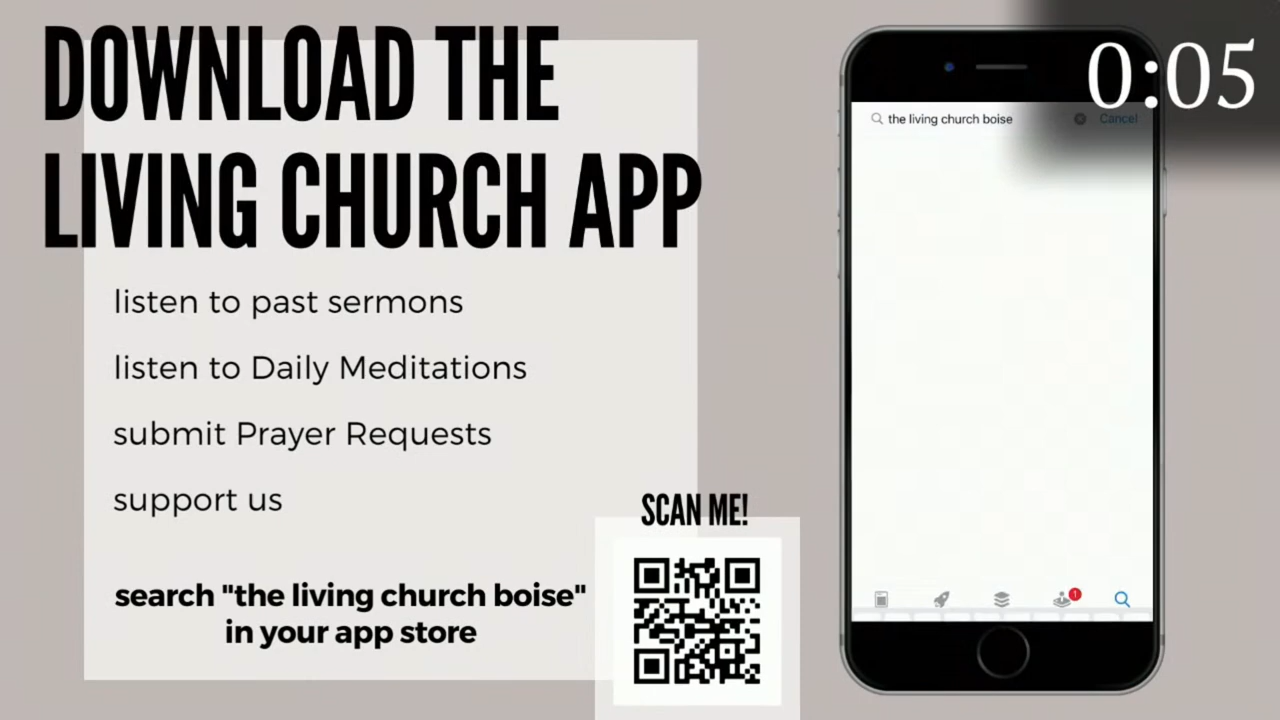 DOWNLOAD THE
LIVING CHURCH APP
listen to past sermons
listen to Daily Meditations
submit Prayer Requests
support us
search "the living church boise"
in your app store
SCAN ME!
0:05
the living church boise
Cancel
1